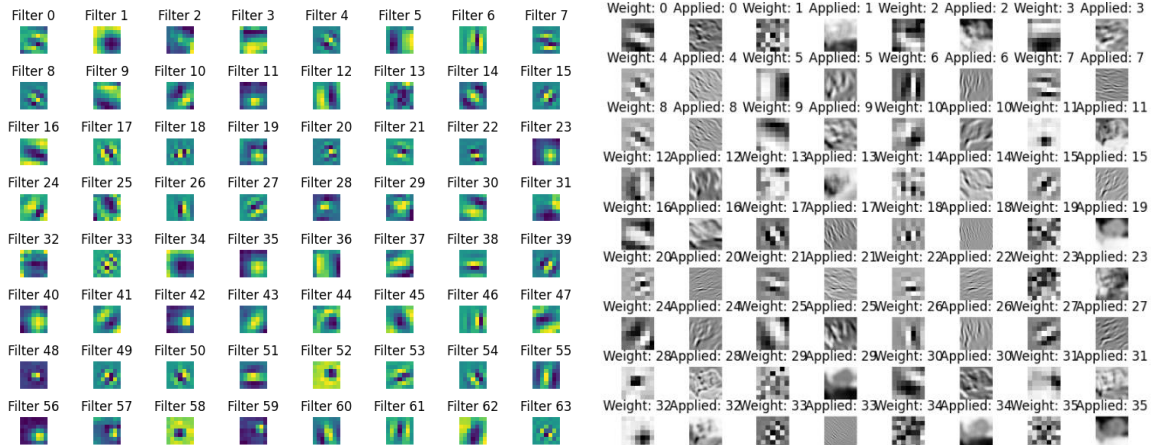 Filter 0 Filter 1 Filter 2 Filter 3 Filter 4 Filter 5 Filter 6 Filter 7
Filter 8 Filter 9 Filter 10 Filter 11 Filter 12 Filter 13 Filter 14 Filter 15
Filter 16 Filter 17 Filter 18 Filter 19 Filter 20 Filter 21 Filter 22 Filter 23
Filter 24 Filter 25 Filter 26 Filter 27 Filter 28 Filter 29 Filter 30 Filter 31
Filter 32 Filter 33 Filter 34 Filter 35 Filter 36 Filter 37 Filter 38 Filter 39
Filter 40 Filter 41 Filter 42 Filter 43 Filter 44 Filter 45 Filter 46 Filter 47
Filter 48 Filter 49 Filter 50 Filter 51 Filter 52 Filter 53 Filter 54 Filter 55
Filter 56 Filter 57 Filter 58 Filter 59 Filter 60 Filter 61 Filter 62 Filter 63
Weight: 0 Applied: 0 Weight: 1 Applied: 1 Weight: 2 Applied: 2 Weight: 3 Applied: 3
Weight: 4 Applied: 4 Weight: 5 Applied: 5 Weight: 6 Applied: 6 Weight: 7 Applied: 7
Weight: 8 Applied: 8 Weight: 9 Applied: 9 Weight: 10 Applied: 10 Weight: 11 Applied: 11
Weight: 12 Applied: 12 Weight: 13 Applied: 13 Weight: 14 Applied: 14 Weight: 15 Applied: 15
Weight: 16 Applied: 16 Weight: 17 Applied: 17 Weight: 18 Applied: 18 Weight: 19 Applied: 19
Weight: 20 Applied: 20 Weight: 21 Applied: 21 Weight: 22 Applied: 22 Weight: 23 Applied: 23
Weight: 24 Applied: 24 Weight: 25 Applied: 25 Weight: 26 Applied: 26 Weight: 27 Applied: 27
Weight: 28 Applied: 28 Weight: 29 Applied: 29 Weight: 30 Applied: 30 Weight: 31 Applied: 31
Weight: 32 Applied: 32 Weight: 33 Applied: 33 Weight: 34 Applied: 34 Weight: 35 Applied: 35